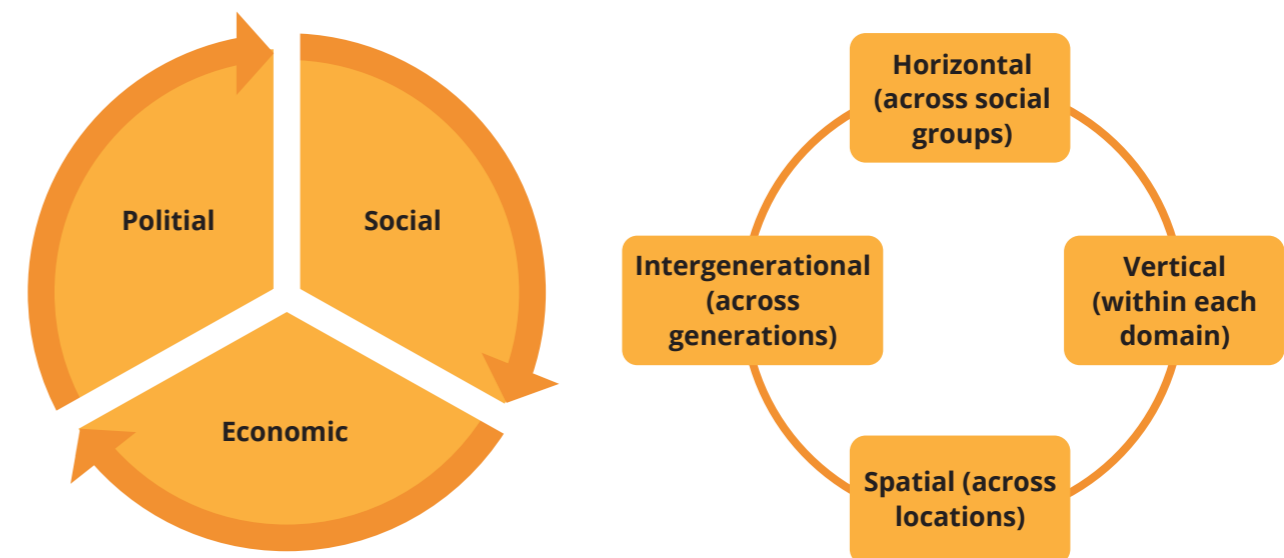 Politial
Social
Economic
Horizontal
(across social
groups)
Intergenerational
(across
generations)
Vertical
(within each
domain)
Spatial (across
locations)